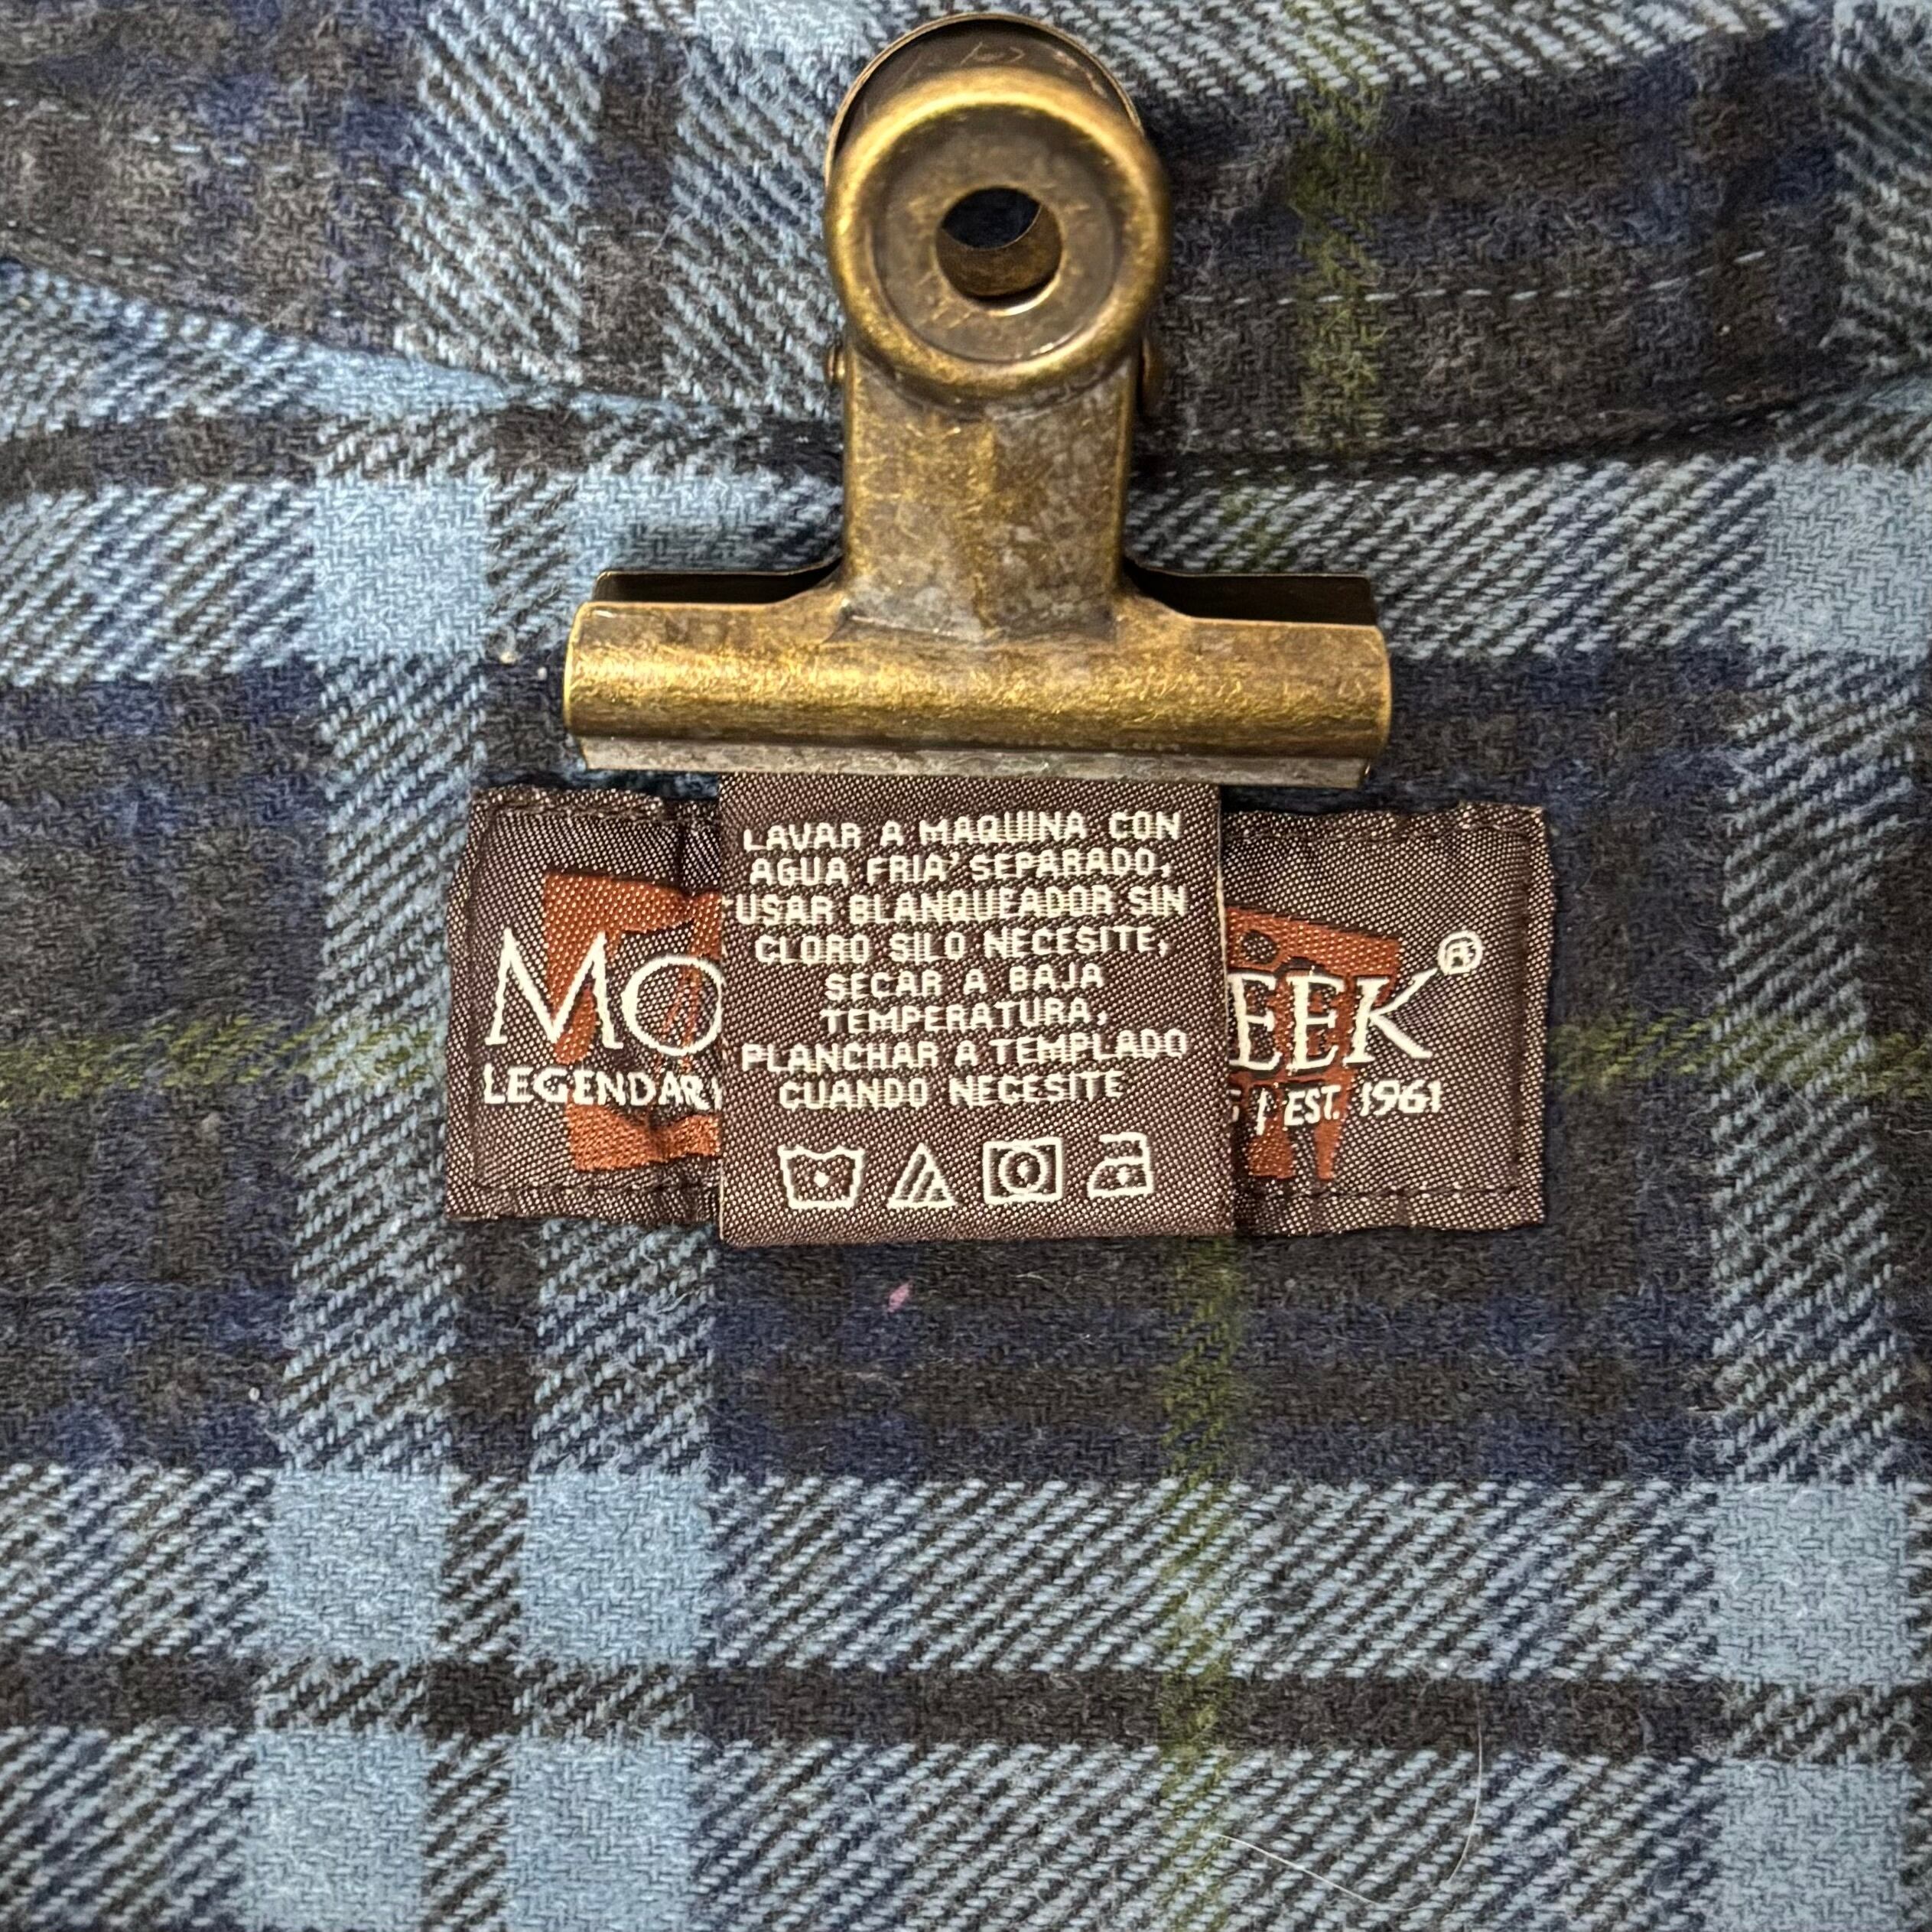 LAVAR A MAQUINA CON
AGUA FRIA' SEPARADO,
USAR BLANQUEADOR SIN
CLORO SILO NECESITE,
SECAR A BAJA
TEMPERATURA,
PLANCHAR A TEMPLADO
CUANDO NECESITE
MO EEK®
LEGENDARY EST. 1961